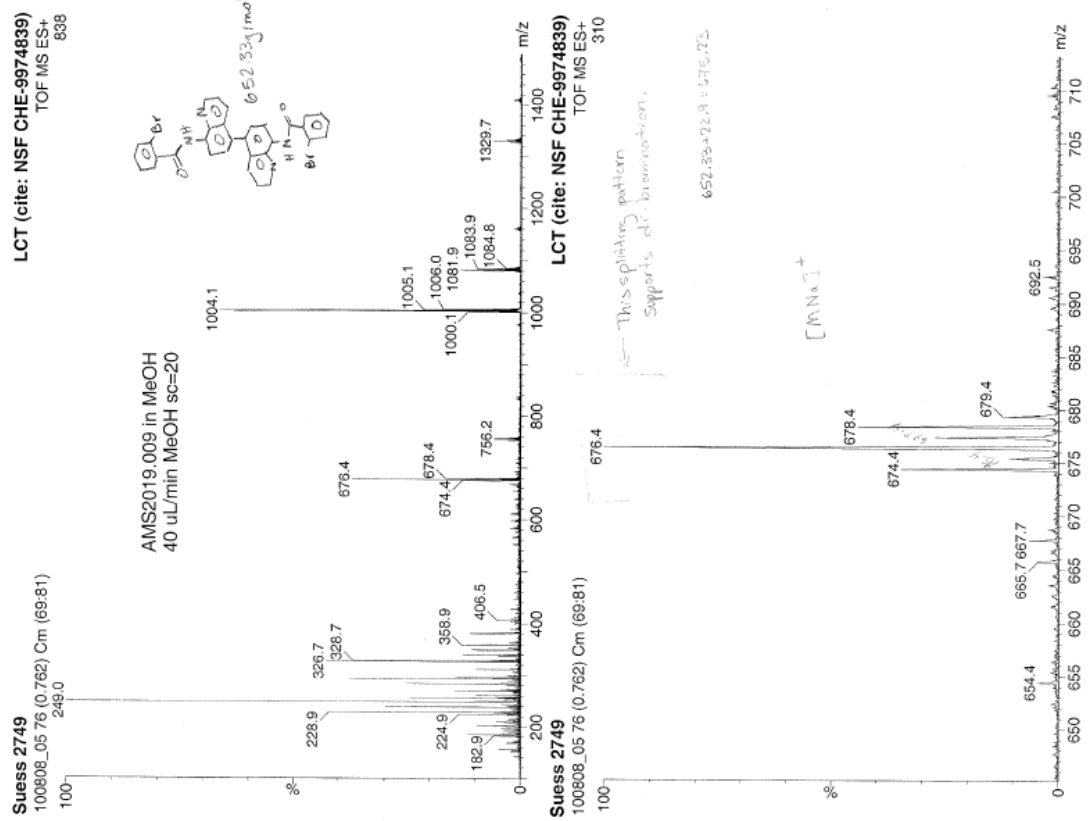 Suess 2749
LCT (cite: NSF CHE-9974839)
100808_05 76 (0.762) Cm (69:81)
TOF MS ES+
838
AMS2019.009 in MeOH
40 uL/min MeOH sc=20
Br
O
NH
N
652.33g/mol
N
H
N
O
Br
100
%
0
249.0
229.9
224.9
182.9
326.7
328.7
358.9
406.5
676.4
678.4
674.4
756.2
1004.1
1005.1
1006.0
1000.1
1081.9
1083.9
1084.8
1329.7
200
400
600
800
1000
1200
1400
m/z
Suess 2749
LCT (cite: NSF CHE-9974839)
100808_05 76 (0.762) Cm (69:81)
TOF MS ES+
310
← This splitting pattern
supports di-bromination.
652.33+22.9=675.23
[MNa]+
100
%
0
654.4
665.7
667.7
674.4
676.4
678.4
679.4
692.5
650
655
660
665
670
675
680
685
690
695
700
705
710
m/z